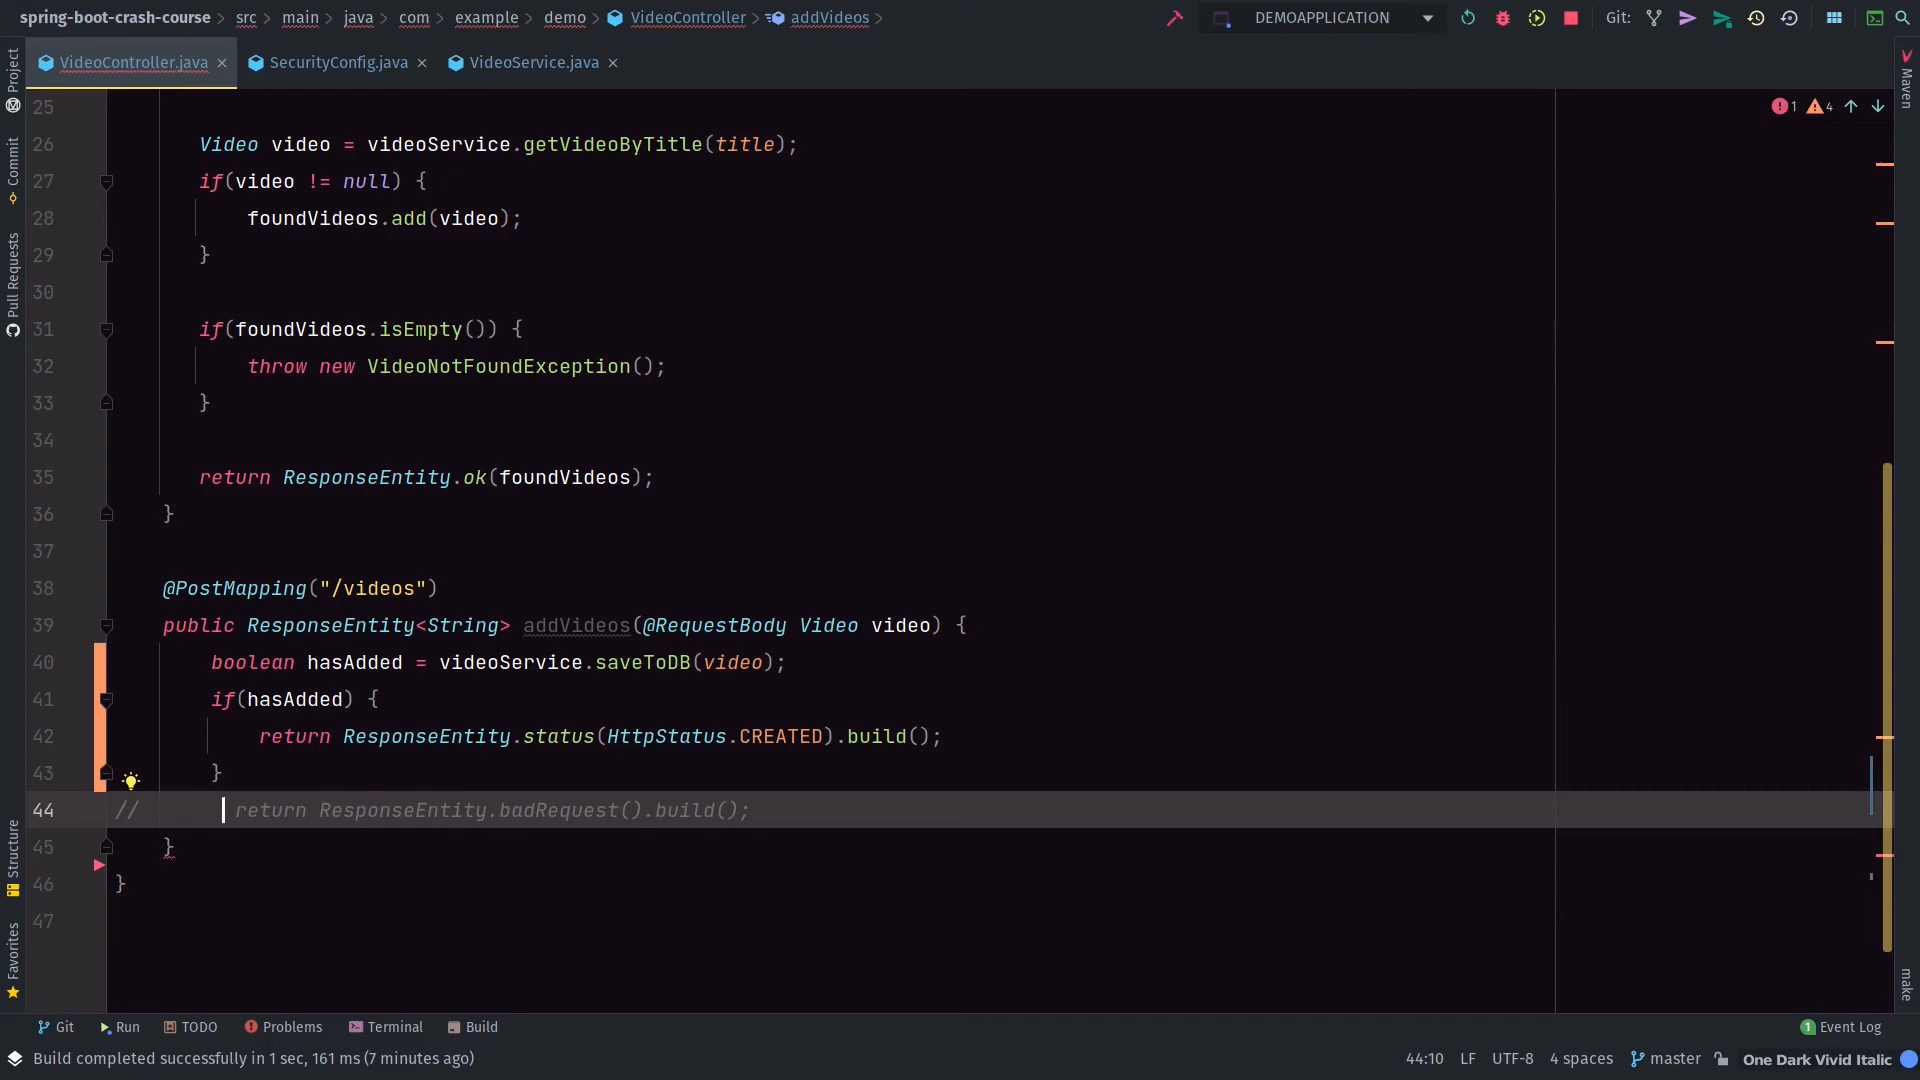 spring-boot-crash-course > src > main > java > com > example > demo > VideoController > addVideos >
DEMOAPPLICATION
Git:
VideoController.java
SecurityConfig.java
VideoService.java
Project
Commit
Pull Requests
Structure
Favorites
Maven
make
1 4
25
26 Video video = videoService.getVideoByTitle(title);
27 if(video != null) {
28 foundVideos.add(video);
29 }
30
31 if(foundVideos.isEmpty()) {
32 throw new VideoNotFoundException();
33 }
34
35 return ResponseEntity.ok(foundVideos);
36 }
37
38 @PostMapping("/videos")
39 public ResponseEntity<String> addVideos(@RequestBody Video video) {
40 boolean hasAdded = videoService.saveToDB(video);
41 if(hasAdded) {
42 return ResponseEntity.status(HttpStatus.CREATED).build();
43 }
44 // return ResponseEntity.badRequest().build();
45 }
46 }
47
Git Run TODO Problems Terminal Build
1 Event Log
Build completed successfully in 1 sec, 161 ms (7 minutes ago)
44:10 LF UTF-8 4 spaces master One Dark Vivid Italic